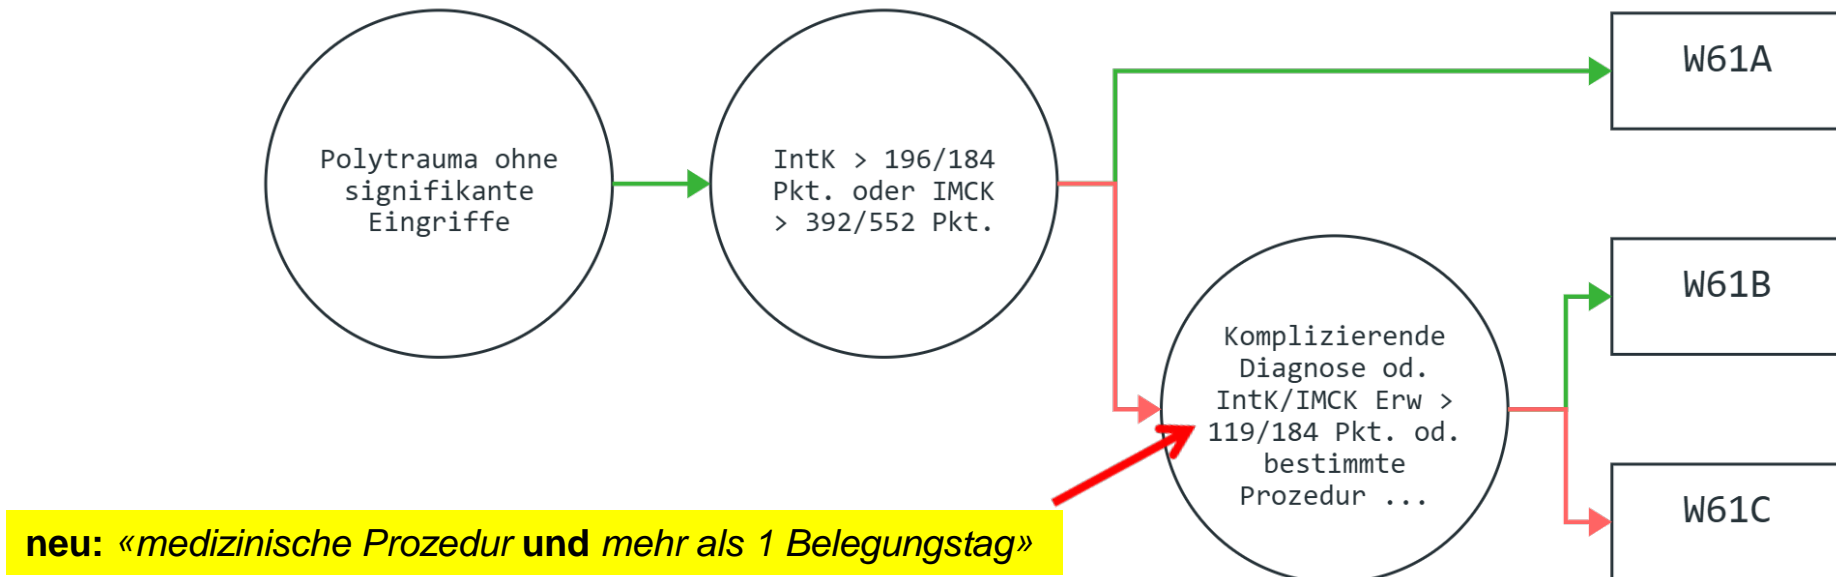 W61A
Polytrauma ohne
signifikante
Eingriffe
IntK > 196/184
Pkt. oder IMCK
> 392/552 Pkt.
W61B
Komplizierende
Diagnose od.
IntK/IMCK Erw >
119/184 Pkt. od.
bestimmte
Prozedur ...
W61C
neu: «medizinische Prozedur und mehr als 1 Belegungstag»